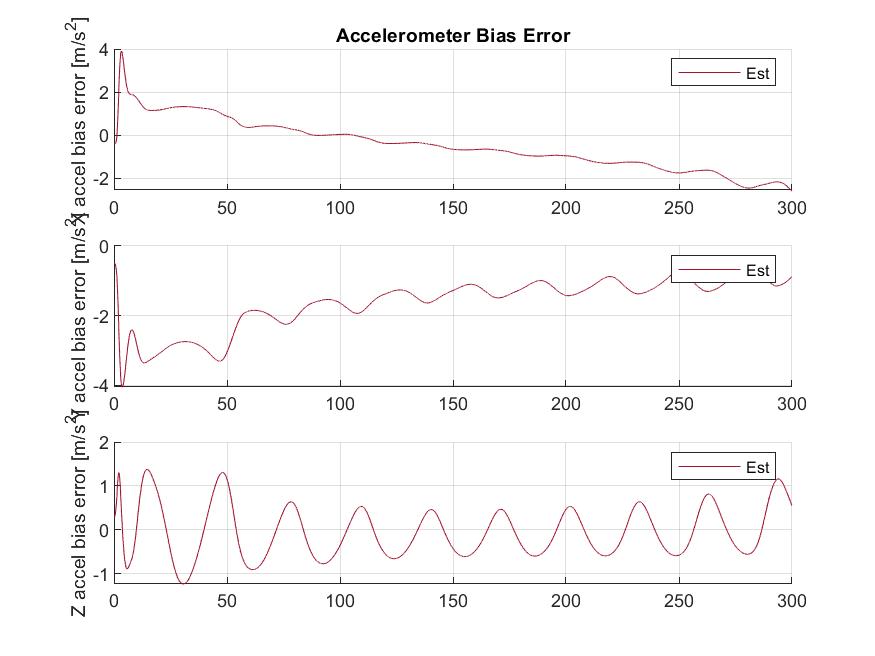 Accelerometer Bias Error
X accel bias error [m/s²]
4
2
0
-2
Est
0 50 100 150 200 250 300
Y accel bias error [m/s²]
0
-2
-4
Est
0 50 100 150 200 250 300
Z accel bias error [m/s²]
2
1
0
-1
Est
0 50 100 150 200 250 300